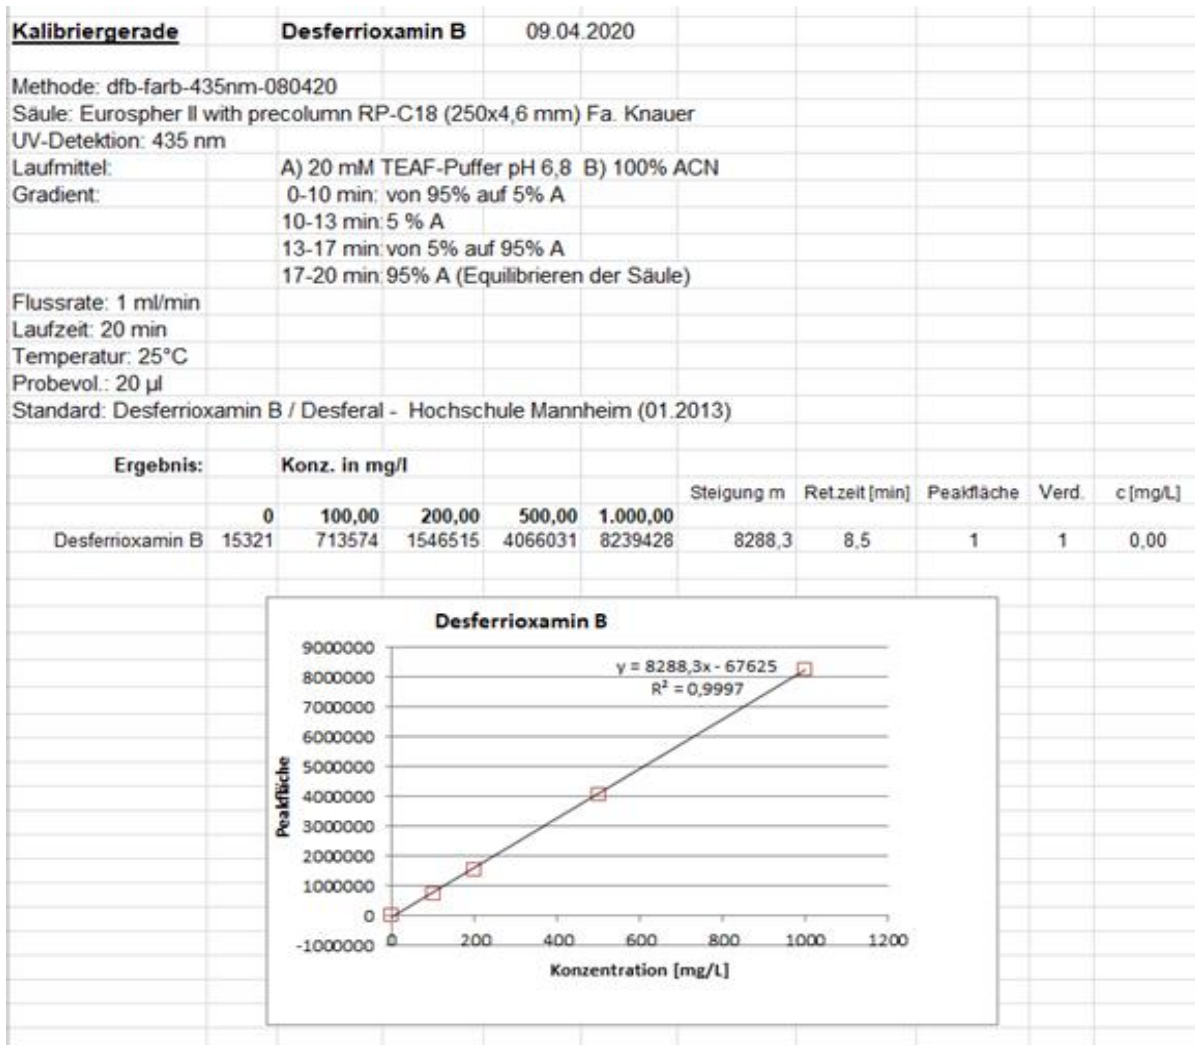 Kalibriergerade Desferrioxamin B 09.04.2020
Methode: dfb-farb-435nm-080420
Säule: Eurospher II with precolumn RP-C18 (250x4,6 mm) Fa. Knauer
UV-Detektion: 435 nm
Laufmittel: A) 20 mM TEAF-Puffer pH 6,8 B) 100% ACN
Gradient: 0-10 min: von 95% auf 5% A
10-13 min: 5 % A
13-17 min: von 5% auf 95% A
17-20 min: 95% A (Equilibrieren der Säule)
Flussrate: 1 ml/min
Laufzeit: 20 min
Temperatur: 25°C
Probevol.: 20 µl
Standard: Desferrioxamin B / Desferal - Hochschule Mannheim (01.2013)
Ergebnis: Konz. in mg/l
Steigung m Ret.zeit [min] Peakfläche Verd. c [mg/L]
0 100,00 200,00 500,00 1.000,00
Desferrioxamin B 15321 713574 1546515 4066031 8239428 8288,3 8,5 1 1 0,00
Desferrioxamin B
y = 8288,3x - 67625
R² = 0,9997
9000000
8000000
7000000
6000000
5000000
4000000
3000000
2000000
1000000
0
-1000000
Peakfläche
0 200 400 600 800 1000 1200
Konzentration [mg/L]